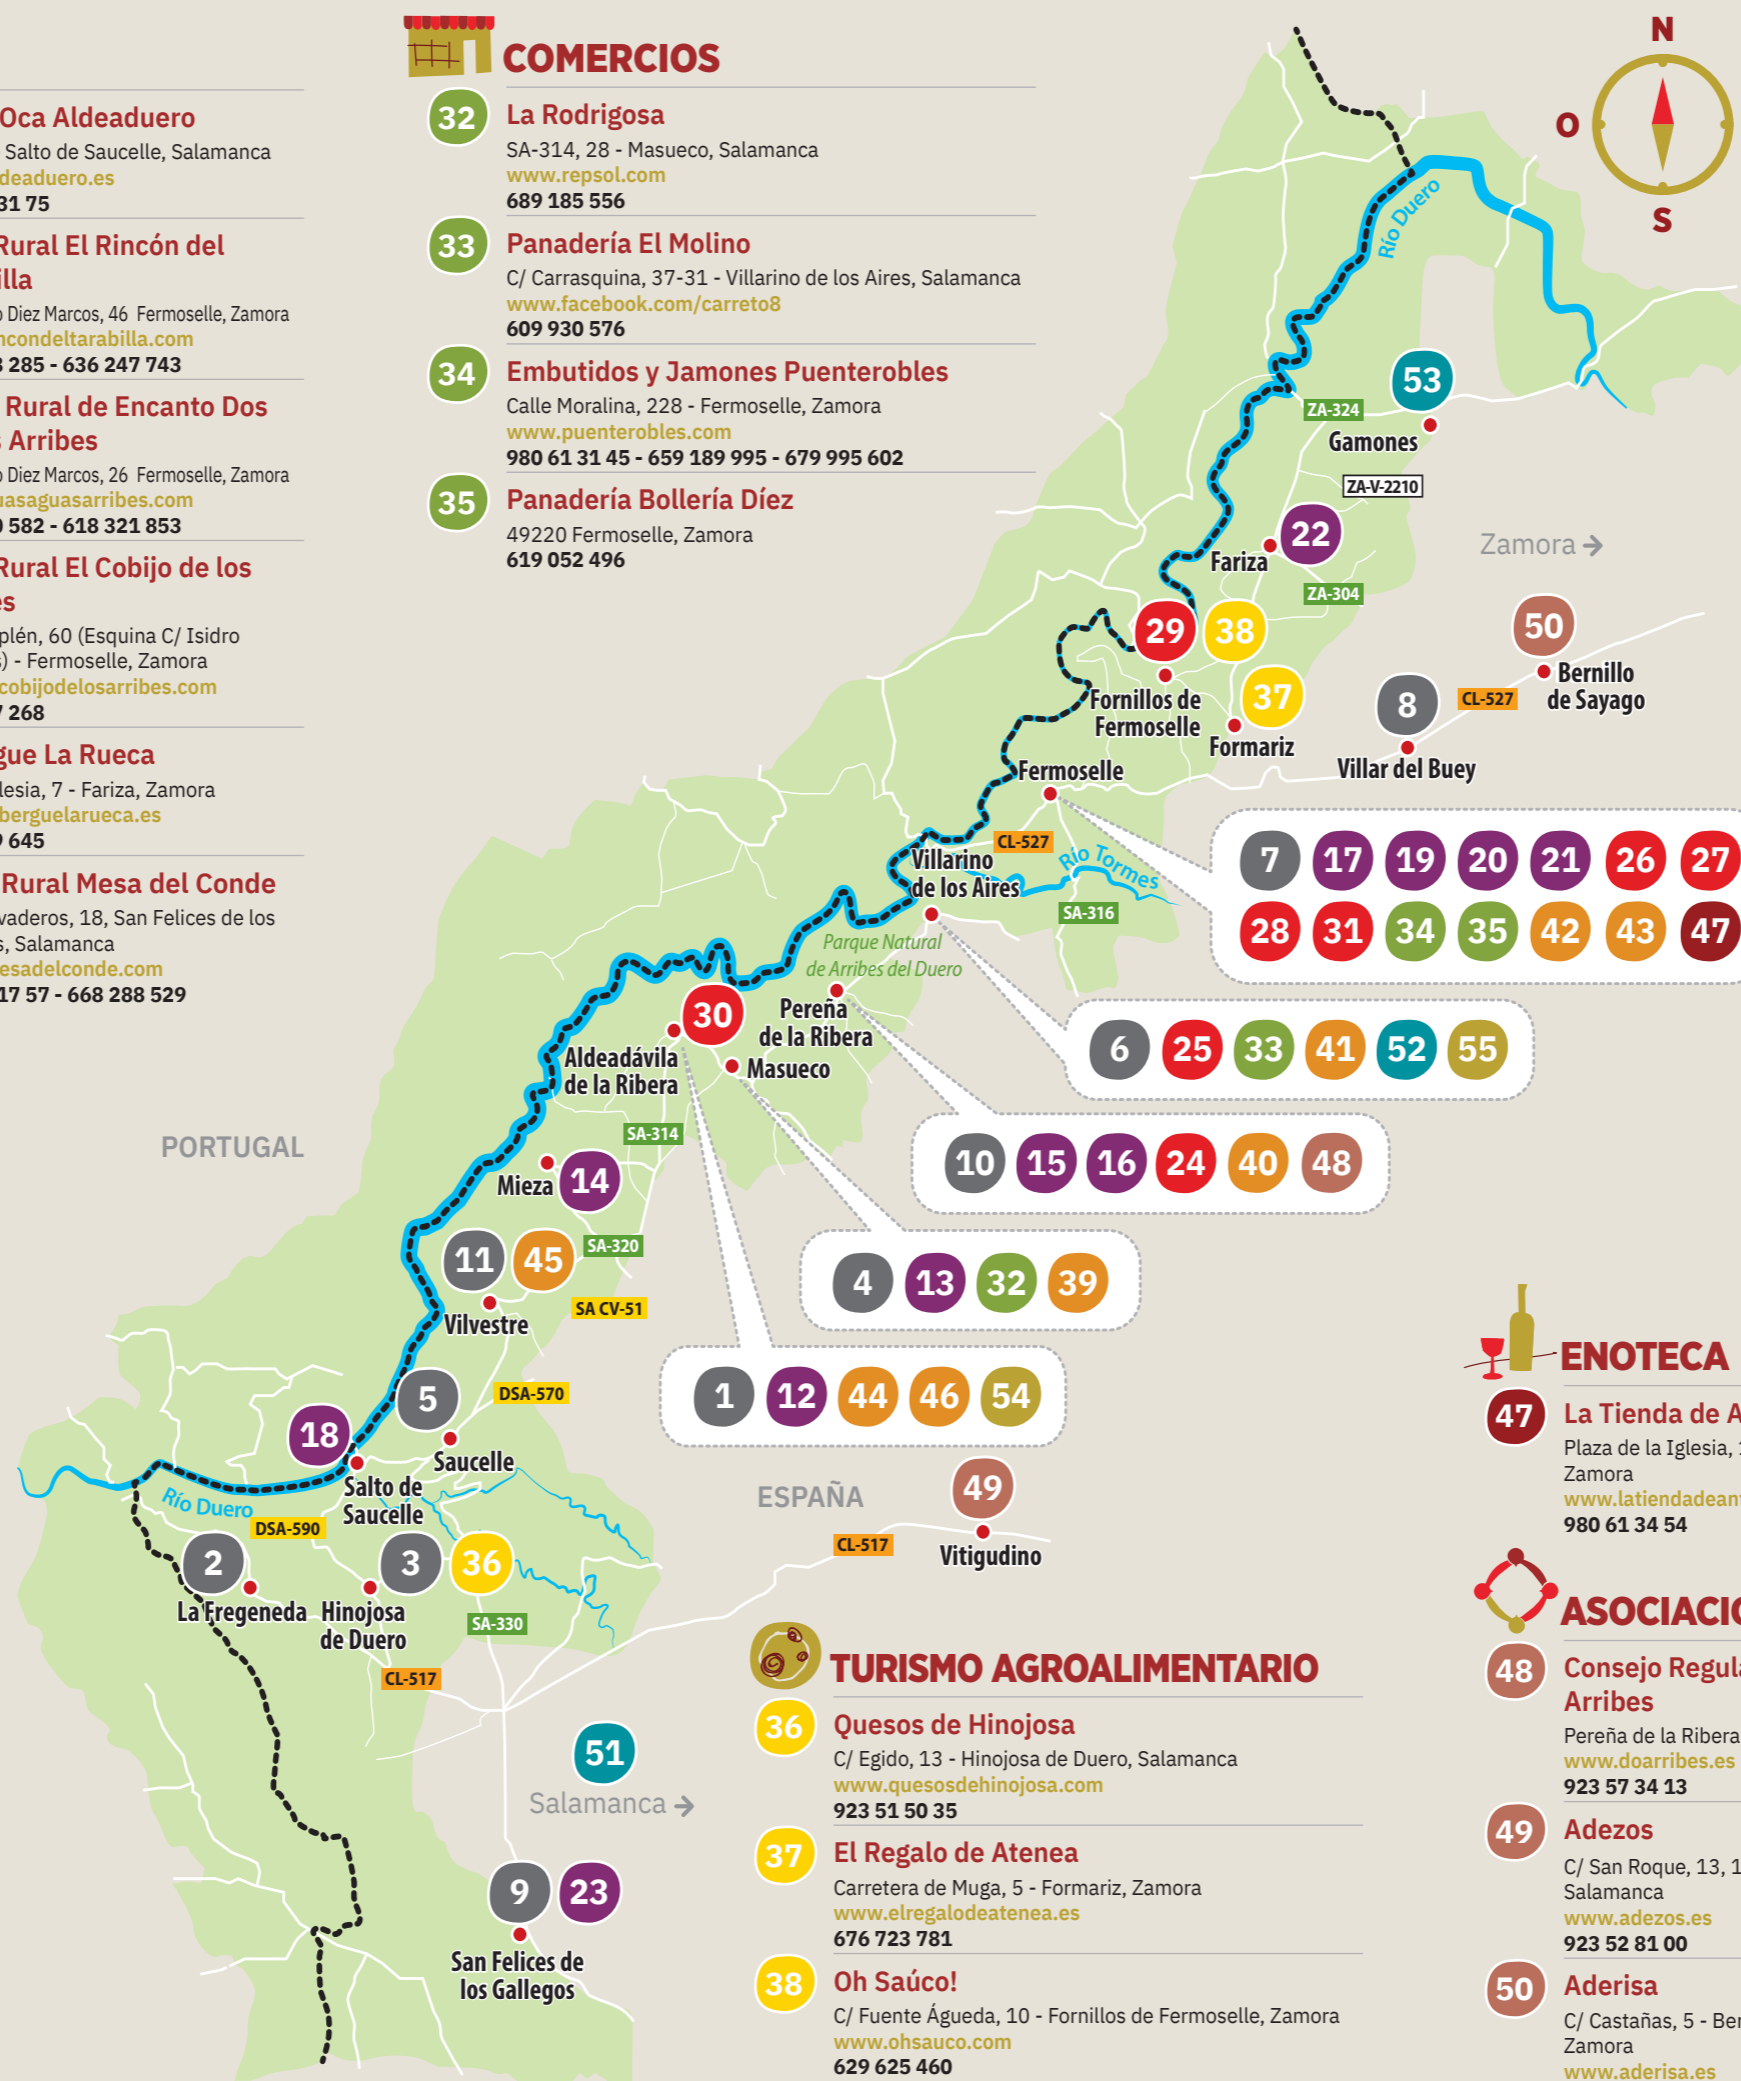 Oca Aldeaduero
Salto de Saucelle, Salamanca
deaduero.es
31 75
Rural El Rincón del
illa
Diez Marcos, 46 Fermoselle, Zamora
ncondeltarabilla.com
285 - 636 247 743
Rural de Encanto Dos
Arribes
Diez Marcos, 26 Fermoselle, Zamora
uasaguasarribes.com
582 - 618 321 853
Rural El Cobijo de los
es
plén, 60 (Esquina C/ Isidro
) - Fermoselle, Zamora
cobijodelosarribes.com
268
gue La Rueca
lesia, 7 - Fariza, Zamora
berguelarueca.es
645
Rural Mesa del Conde
vaderos, 18, San Felices de los
s, Salamanca
esadelconde.com
17 57 - 668 288 529
COMERCIOS
32 La Rodrigosa
SA-314, 28 - Masueco, Salamanca
www.repsol.com
689 185 556
33 Panadería El Molino
C/ Carrasquina, 37-31 - Villarino de los Aires, Salamanca
www.facebook.com/carreto8
609 930 576
34 Embutidos y Jamones Puenterobles
Calle Moralina, 228 - Fermoselle, Zamora
www.puenterobles.com
980 61 31 45 - 659 189 995 - 679 995 602
35 Panadería Bollería Díez
49220 Fermoselle, Zamora
619 052 496
N
O
S
Río Duero
53
ZA-324
Gamones
ZA-V-2210
22
Fariza
Zamora →
ZA-304
29 38
50
Bernillo
de Sayago
Fornillos de
Fermoselle
37
Formariz
8
CL-527
Villar del Buey
Fermoselle
7 17 19 20 21 26 27
28 31 34 35 42 43 47
CL-527
Villarino
de los Aires
Río Tormes
SA-316
Parque Natural
de Arribes del Duero
6 25 33 41 52 55
30
Pereña
de la Ribera
Aldeadávila
de la Ribera
Masueco
10 15 16 24 40 48
SA-314
PORTUGAL
Mieza
14
4 13 32 39
11 45
SA-320
SA CV-51
Vilvestre
1 12 44 46 54
5
DSA-570
18
Saucelle
Salto de
Saucelle
Río Duero
DSA-590
ESPAÑA
49
CL-517
Vitigudino
2
La Fregeneda
3 36
Hinojosa
de Duero
SA-330
CL-517
51
Salamanca →
9 23
San Felices de
los Gallegos
TURISMO AGROALIMENTARIO
36 Quesos de Hinojosa
C/ Egido, 13 - Hinojosa de Duero, Salamanca
www.quesosdehinojosa.com
923 51 50 35
37 El Regalo de Atenea
Carretera de Muga, 5 - Formariz, Zamora
www.elregalodeatenea.es
676 723 781
38 Oh Saúco!
C/ Fuente Águeda, 10 - Fornillos de Fermoselle, Zamora
www.ohsauco.com
629 625 460
ENOTECA
47 La Tienda de A
Plaza de la Iglesia,
Zamora
www.latiendadean
980 61 34 54
ASOCIACI
48 Consejo Regul
Arribes
Pereña de la Ribera
www.doarribes.es
923 57 34 13
49 Adezos
C/ San Roque, 13, 1
Salamanca
www.adezos.es
923 52 81 00
50 Aderisa
C/ Castañas, 5 - Ber
Zamora
www.aderisa.es